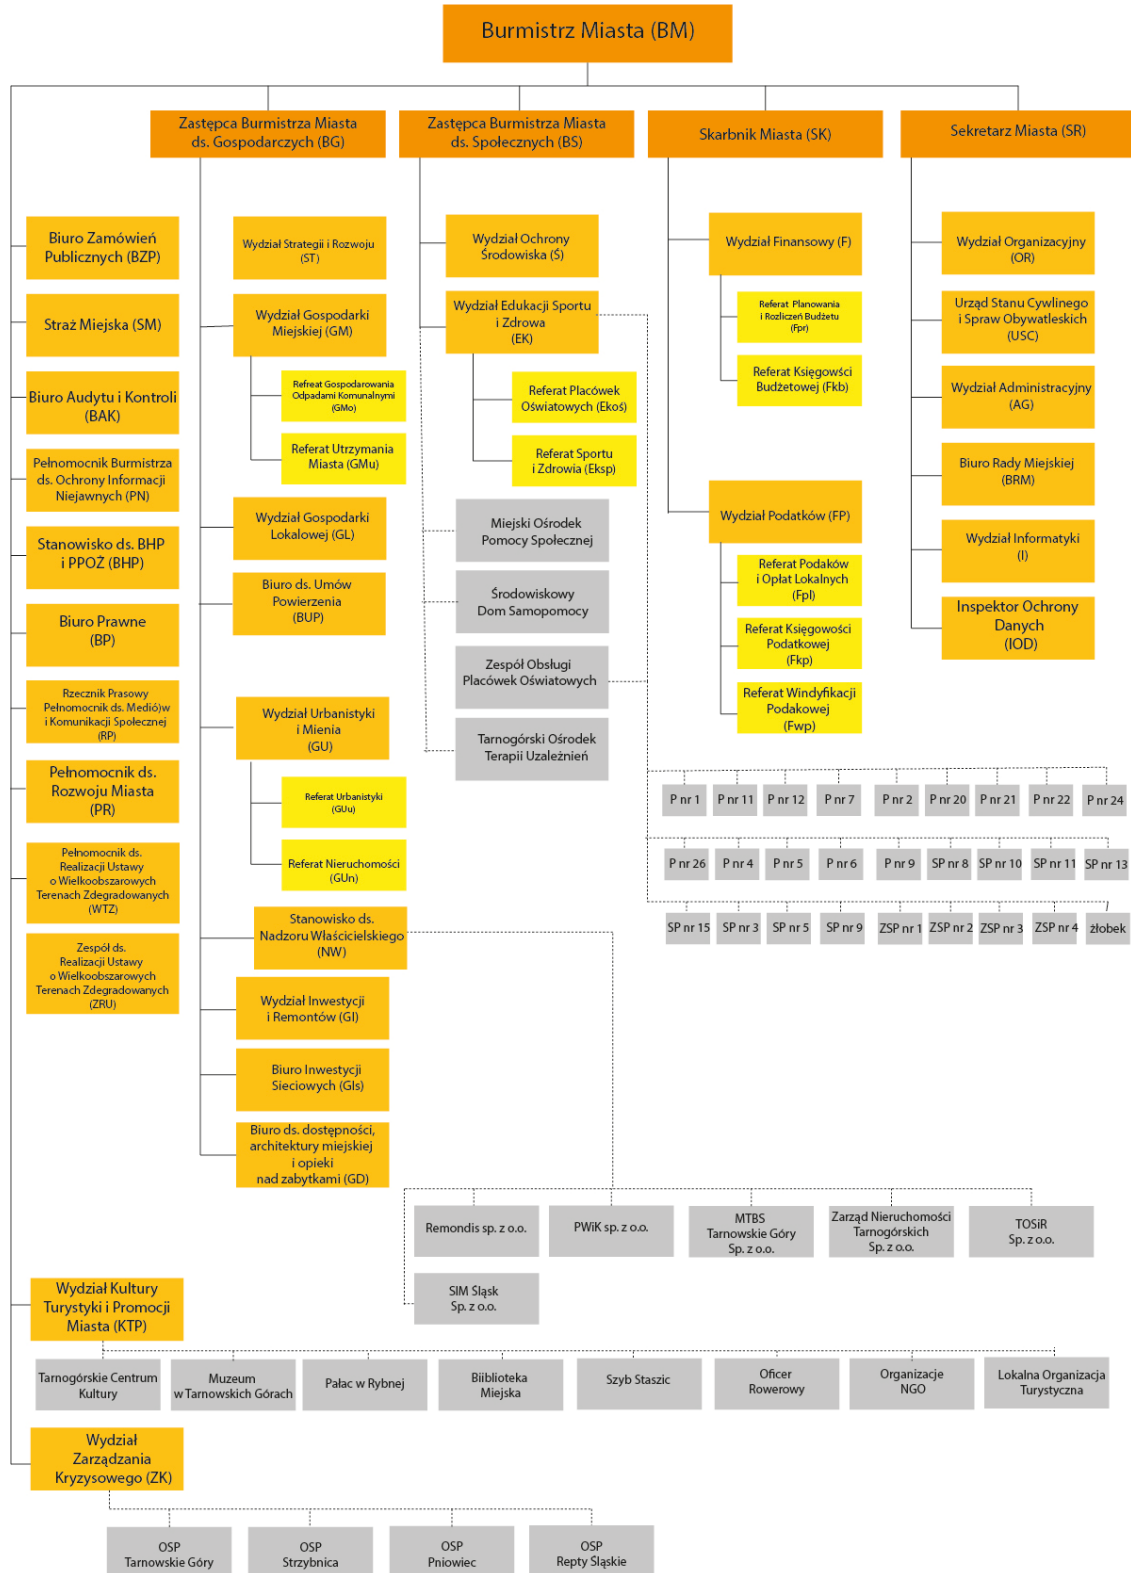 Burmistrz Miasta (BM)
Zastępca Burmistrza Miasta
ds. Gospodarczych (BG)
Zastępca Burmistrza Miasta
ds. Społecznych (BS)
Skarbnik Miasta (SK)
Sekretarz Miasta (SR)
Biuro Zamówień
Publicznych (BZP)
Straż Miejska (SM)
Biuro Audytu i Kontroli
(BAK)
Pełnomocnik Burmistrza
ds. Ochrony Informacji
Niejawnych (PN)
Stanowisko ds. BHP
i PPOŻ (BHP)
Biuro Prawne
(BP)
Rzecznik Prasowy
Pełnomocnik ds. Medió)w
i Komunikacji Społecznej
(RP)
Pełnomocnik ds.
Rozwoju Miasta
(PR)
Pełnomocnik ds.
Realizacji Ustawy
o Wielkoobszarowych
Terenach Zdegradowanych
(WTZ)
Zespół ds.
Realizacji Ustawy
o Wielkoobszarowych
Terenach Zdegradowanych
(ZRU)
Wydział Strategii i Rozwoju
(ST)
Wydział Gospodarki
Miejskiej (GM)
Refreat Gospodarowania
Odpadami Komunalnymi
(GMo)
Referat Utrzymania
Miasta (GMu)
Wydział Gospodarki
Lokalowej (GL)
Biuro ds. Umów
Powierzenia
(BUP)
Wydział Urbanistyki
i Mienia
(GU)
Referat Urbanistyki
(GUu)
Referat Nieruchomości
(GUn)
Stanowisko ds.
Nadzoru Właścicielskiego
(NW)
Wydział Inwestycji
i Remontów (GI)
Biuro Inwestycji
Sieciowych (GIs)
Biuro ds. dostępności,
architektury miejskiej
i opieki
nad zabytkami (GD)
Wydział Ochrony
Środowiska (Ś)
Wydział Edukacji Sportu
i Zdrowa
(EK)
Referat Placówek
Oświatowych (Ekoś)
Referat Sportu
i Zdrowia (Eksp)
Miejski Ośrodek
Pomocy Społecznej
Środowiskowy
Dom Samopomocy
Zespół Obsługi
Placówek Oświatowych
Tarnogórski Ośrodek
Terapii Uzależnień
Wydział Finansowy (F)
Referat Planowania
i Rozliczeń Budżetu
(Fpr)
Referat Księgowści
Budżetowej (Fkb)
Wydział Podatków (FP)
Referat Podaków
i Opłat Lokalnych
(Fpl)
Referat Księgowości
Podatkowej
(Fkp)
Referat Windyfikacji
Podakowej
(Fwp)
Wydział Organizacyjny
(OR)
Urząd Stanu Cywlinego
i Spraw Obywatleskich
(USC)
Wydział Administracyjny
(AG)
Biuro Rady Miejskiej
(BRM)
Wydział Informatyki
(I)
Inspektor Ochrony
Danych
(IOD)
P nr 1 P nr 11 P nr 12 P nr 7 P nr 2 P nr 20 P nr 21 P nr 22 P nr 24
P nr 26 P nr 4 P nr 5 P nr 6 P nr 9 SP nr 8 SP nr 10 SP nr 11 SP nr 13
SP nr 15 SP nr 3 SP nr 5 SP nr 9 ZSP nr 1 ZSP nr 2 ZSP nr 3 ZSP nr 4 żłobek
Remondis sp. z o.o.
PWiK sp. z o.o.
MTBS
Tarnowskie Góry
Sp. z o.o.
Zarząd Nieruchomości
Tarnogórskich
Sp. z o.o.
TOSiR
Sp. z o.o.
SIM Śląsk
Sp. z o.o.
Wydział Kultury
Turystyki i Promocji
Miasta (KTP)
Tarnogórskie Centrum
Kultury
Muzeum
w Tarnowskich Górach
Pałac w Rybnej
Biiblioteka
Miejska
Szyb Staszic
Oficer
Rowerowy
Organizacje
NGO
Lokalna Organizacja
Turystyczna
Wydział
Zarządzania
Kryzysowego (ZK)
OSP
Tarnowskie Góry
OSP
Strzybnica
OSP
Pniowiec
OSP
Repty Śląskie